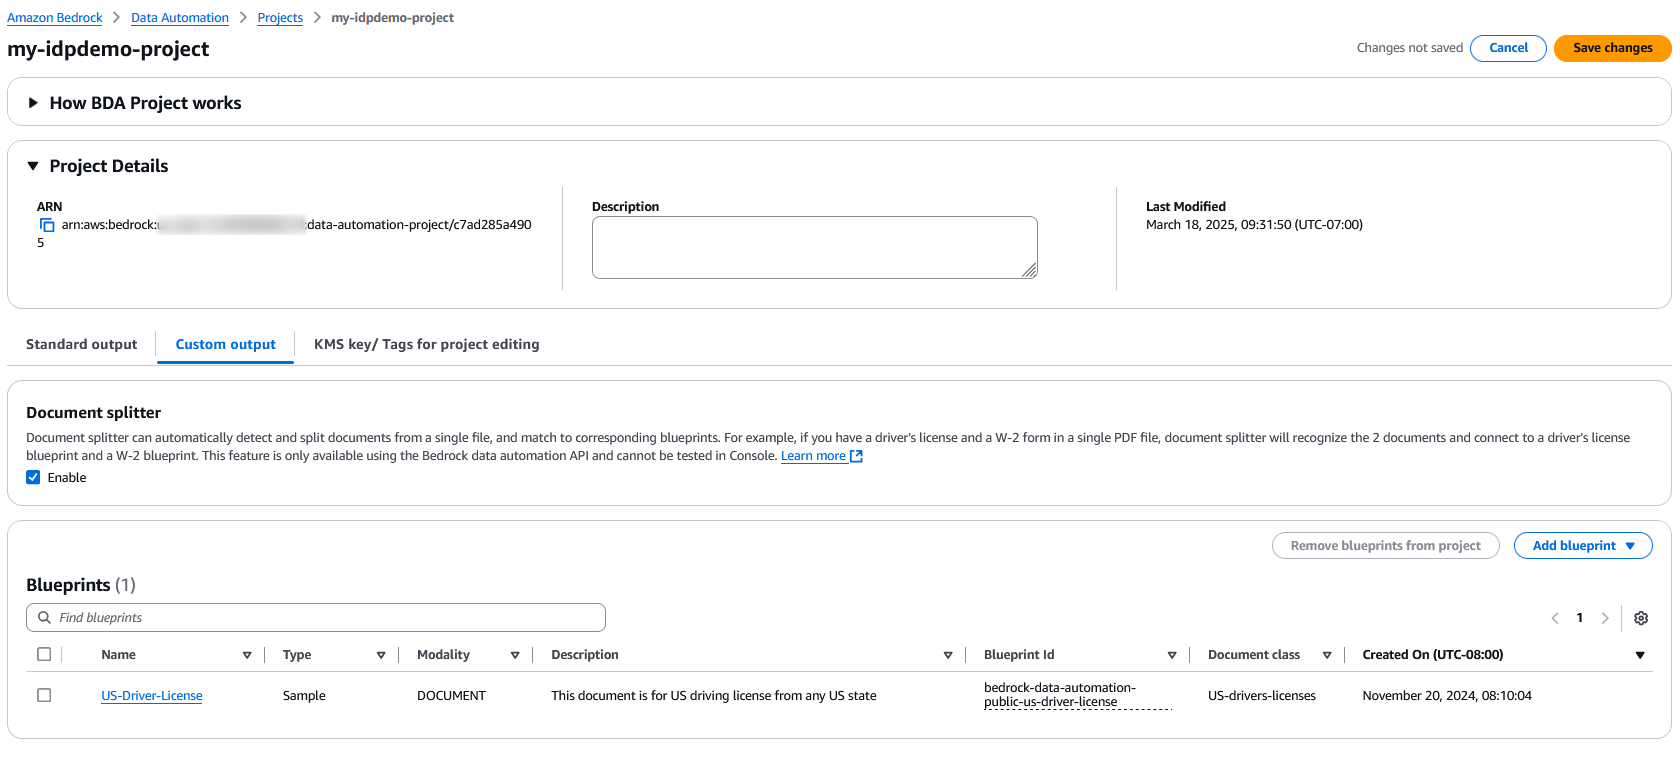 Amazon Bedrock > Data Automation > Projects > my-idpdemo-project
my-idpdemo-project
Changes not saved Cancel Save changes
How BDA Project works
Project Details
ARN
arn:aws:bedrock: :data-automation-project/c7ad285a490
5
Description
Last Modified
March 18, 2025, 09:31:50 (UTC-07:00)
Standard output Custom output KMS key/ Tags for project editing
Document splitter
Document splitter can automatically detect and split documents from a single file, and match to corresponding blueprints. For example, if you have a driver's license and a W-2 form in a single PDF file, document splitter will recognize the 2 documents and connect to a driver's license
blueprint and a W-2 blueprint. This feature is only available using the Bedrock data automation API and cannot be tested in Console. Learn more
Enable
Remove blueprints from project Add blueprint
Blueprints (1)
Find blueprints
1
Name Type Modality Description Blueprint Id Document class Created On (UTC-08:00)
US-Driver-License Sample DOCUMENT This document is for US driving license from any US state bedrock-data-automation-
public-us-driver-license US-drivers-licenses November 20, 2024, 08:10:04